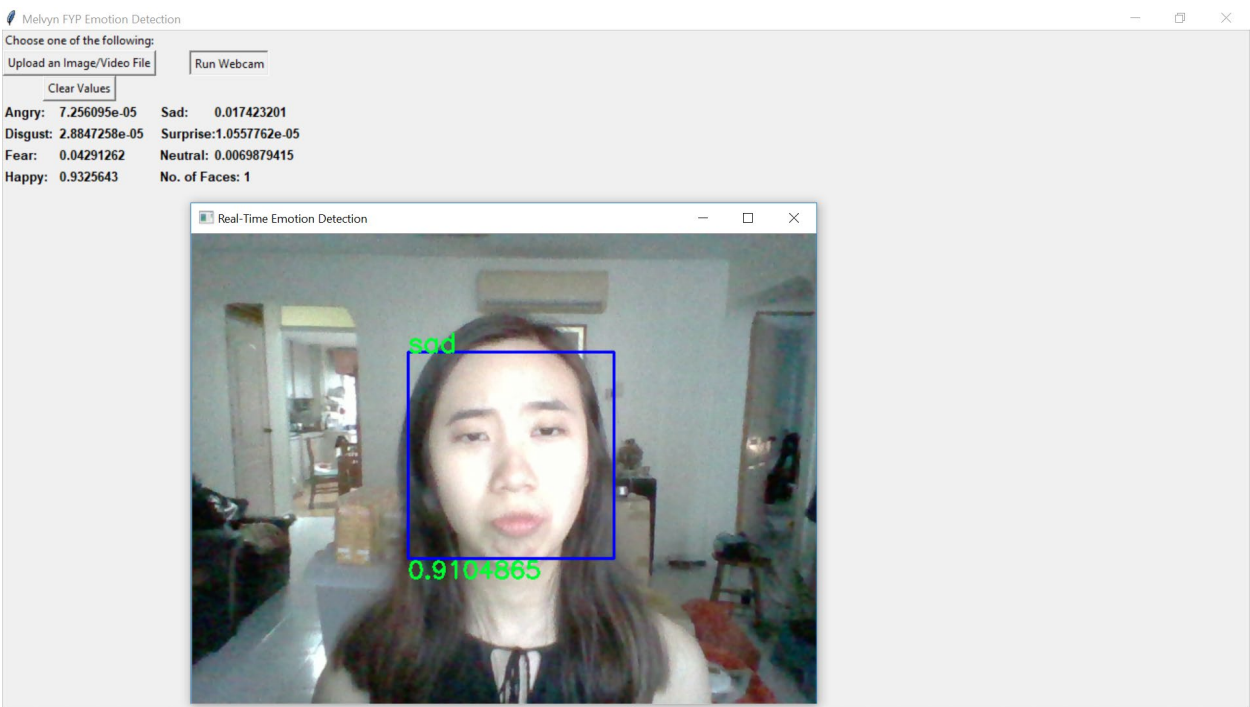 Melvyn FYP Emotion Detection
Choose one of the following:
Upload an Image/Video File Run Webcam
Clear Values
Angry: 7.256095e-05 Sad: 0.017423201
Disgust: 2.8847258e-05 Surprise:1.0557762e-05
Fear: 0.04291262 Neutral: 0.0069879415
Happy: 0.9325643 No. of Faces: 1
Real-Time Emotion Detection
sad
0.9104865